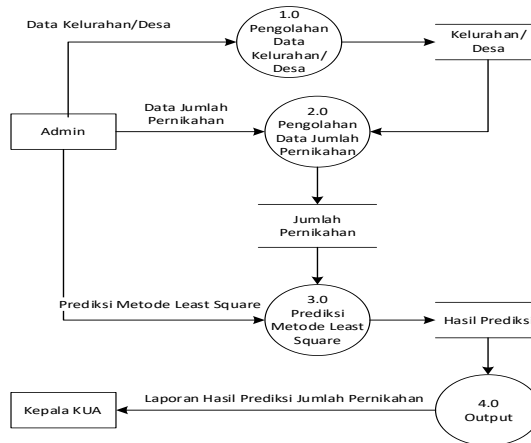 Data Kelurahan/Desa
1.0
Pengolahan
Data
Kelurahan/
Desa
Kelurahan/
Desa
Admin
Data Jumlah
Pernikahan
2.0
Pengolahan
Data Jumlah
Pernikahan
Jumlah
Pernikahan
Prediksi Metode Least Square
3.0
Prediksi
Metode Least
Square
Hasil Prediks
Kepala KUA
Laporan Hasil Prediksi Jumlah Pernikahan
4.0
Output